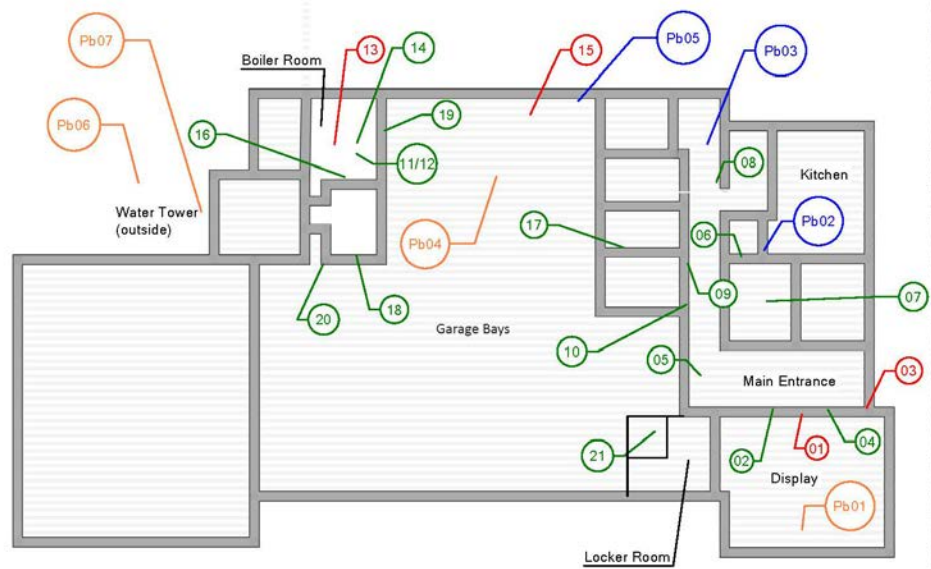 Pb07
13
14
15
Pb05
Pb03
Boiler Room
Pb06
16
19
11/12
08
Kitchen
Water Tower
(outside)
Pb04
17
06
Pb02
20
18
09
07
Garage Bays
10
05
Main Entrance
03
21
02
01
04
Display
Pb01
Locker Room